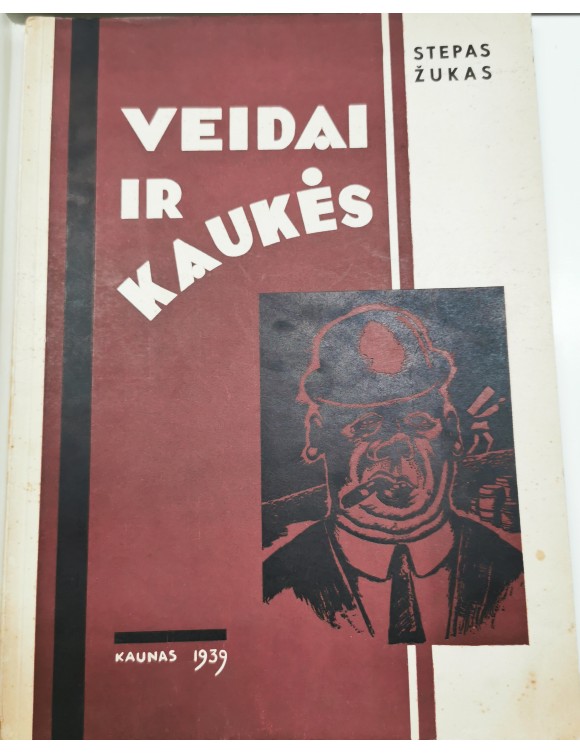 STEPAS
ŽUKAS
VEIDAI
IR
KAUKĖS
KAUNAS 1939